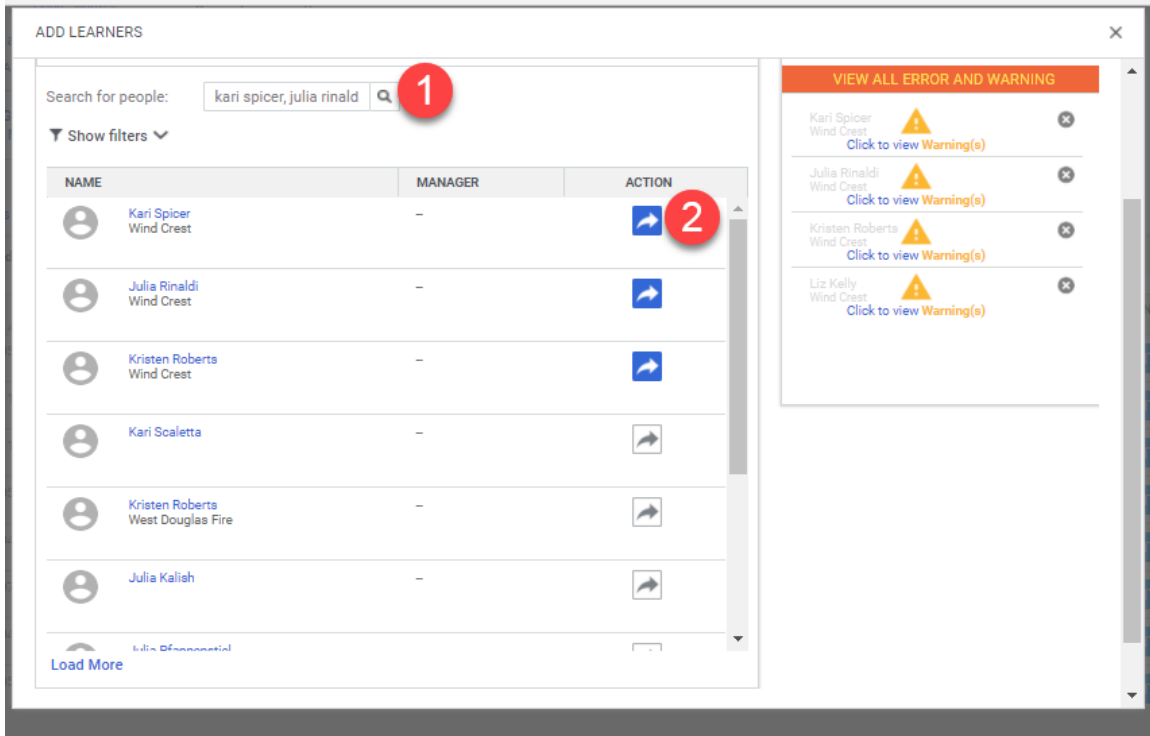 ADD LEARNERS
Search for people:
kari spicer, julia rinald
1
Show filters
NAME
MANAGER
ACTION
Kari Spicer
Wind Crest
–
2
Julia Rinaldi
Wind Crest
–
Kristen Roberts
Wind Crest
–
Kari Scaletta
–
Kristen Roberts
West Douglas Fire
–
Julia Kalish
–
Julia Pfannenstiel
Load More
VIEW ALL ERROR AND WARNING
Kari Spicer
Wind Crest
Click to view Warning(s)
Julia Rinaldi
Wind Crest
Click to view Warning(s)
Kristen Roberts
Wind Crest
Click to view Warning(s)
Liz Kelly
Wind Crest
Click to view Warning(s)